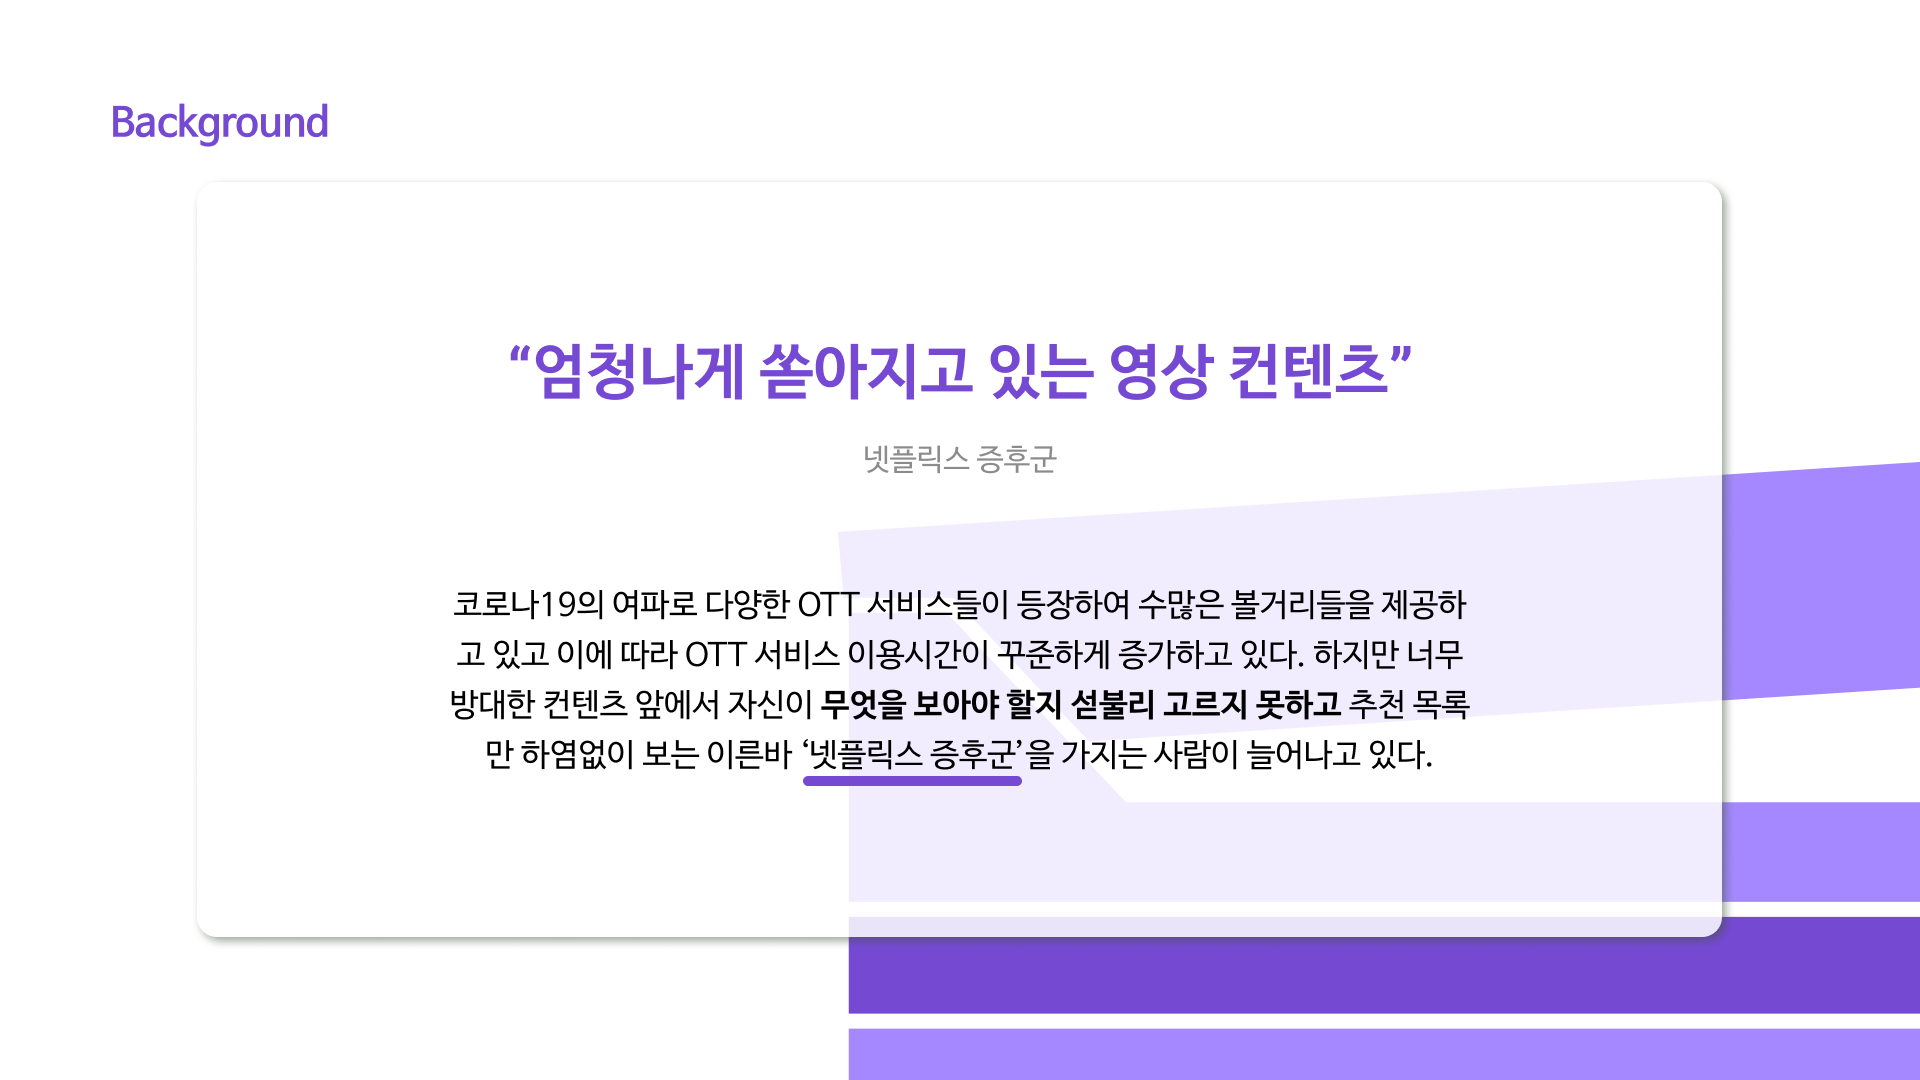 Background
“엄청나게 쏟아지고 있는 영상 컨텐츠”
넷플릭스 증후군
코로나19의 여파로 다양한 OTT 서비스들이 등장하여 수많은 볼거리들을 제공하
고 있고 이에 따라 OTT 서비스 이용시간이 꾸준하게 증가하고 있다. 하지만 너무
방대한 컨텐츠 앞에서 자신이 무엇을 보아야 할지 섣불리 고르지 못하고 추천 목록
만 하염없이 보는 이른바 ‘넷플릭스 증후군’을 가지는 사람이 늘어나고 있다.